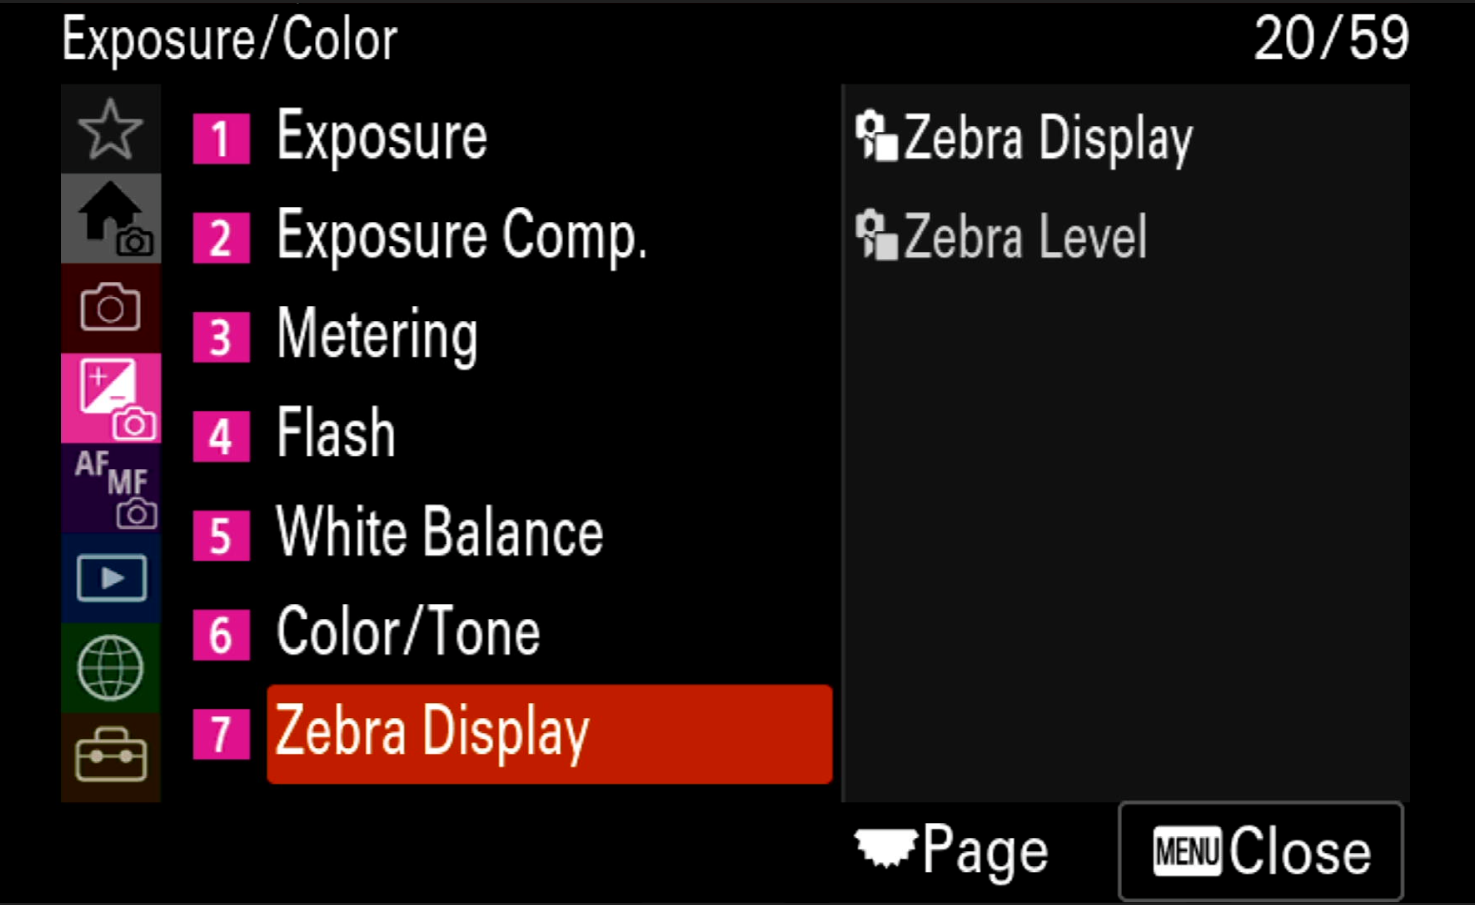 Exposure/Color 20/59
1 Exposure
2 Exposure Comp.
3 Metering
4 Flash
5 White Balance
6 Color/Tone
7 Zebra Display
Zebra Display
Zebra Level
AF MF
Page
MENU Close